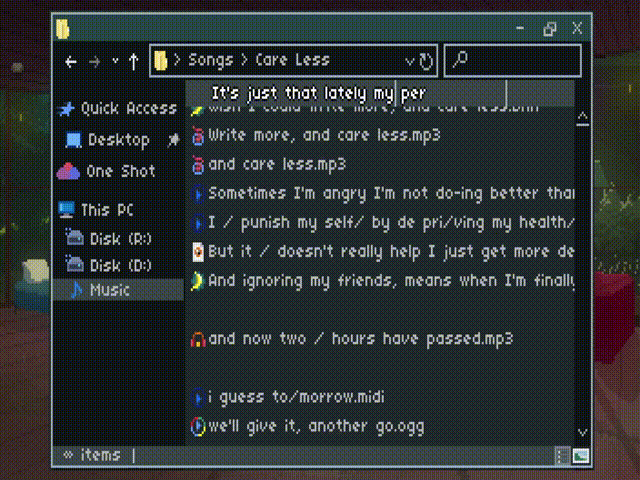 Songs > Care Less
It's just that lately my per
wish I could write more, and care less.bnn
Quick Access
Write more, and care less.mp3
Desktop
and care less.mp3
One Shot
Sometimes I'm angry I'm not do-ing better than
This PC
I / punish my self/ by de pri/ving my health/
Disk (R:)
But it / doesn't really help I just get more de
Disk (D:)
And ignoring my friends, means when I'm finally
Music
and now two / hours have passed.mp3
i guess to/morrow.midi
we'll give it, another go.ogg
∞ items |